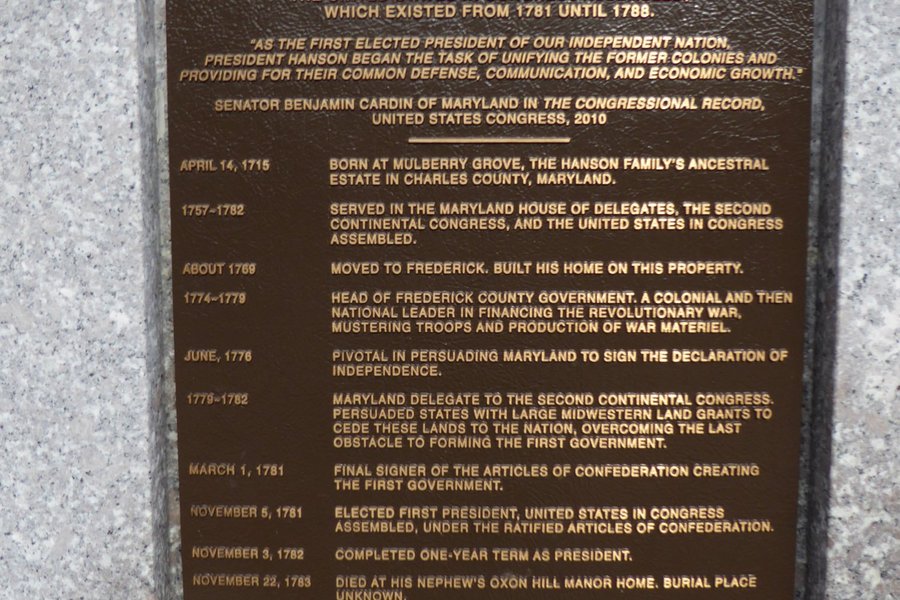 WHICH EXISTED FROM 1781 UNTIL 1788.
"AS THE FIRST ELECTED PRESIDENT OF OUR INDEPENDENT NATION,
PRESIDENT HANSON BEGAN THE TASK OF UNIFYING THE FORMER COLONIES AND
PROVIDING FOR THEIR COMMON DEFENSE, COMMUNICATION, AND ECONOMIC GROWTH."
SENATOR BENJAMIN CARDIN OF MARYLAND IN THE CONGRESSIONAL RECORD,
UNITED STATES CONGRESS, 2010
APRIL 14, 1715 BORN AT MULBERRY GROVE, THE HANSON FAMILY'S ANCESTRAL
ESTATE IN CHARLES COUNTY, MARYLAND.
1757-1782 SERVED IN THE MARYLAND HOUSE OF DELEGATES, THE SECOND
CONTINENTAL CONGRESS, AND THE UNITED STATES IN CONGRESS
ASSEMBLED.
ABOUT 1769 MOVED TO FREDERICK. BUILT HIS HOME ON THIS PROPERTY.
1774-1779 HEAD OF FREDERICK COUNTY GOVERNMENT. A COLONIAL AND THEN
NATIONAL LEADER IN FINANCING THE REVOLUTIONARY WAR,
MUSTERING TROOPS AND PRODUCTION OF WAR MATERIEL.
JUNE, 1776 PIVOTAL IN PERSUADING MARYLAND TO SIGN THE DECLARATION OF
INDEPENDENCE.
1779-1782 MARYLAND DELEGATE TO THE SECOND CONTINENTAL CONGRESS.
PERSUADED STATES WITH LARGE MIDWESTERN LAND GRANTS TO
CEDE THESE LANDS TO THE NATION, OVERCOMING THE LAST
OBSTACLE TO FORMING THE FIRST GOVERNMENT.
MARCH 1, 1781 FINAL SIGNER OF THE ARTICLES OF CONFEDERATION CREATING
THE FIRST GOVERNMENT.
NOVEMBER 5, 1781 ELECTED FIRST PRESIDENT, UNITED STATES IN CONGRESS
ASSEMBLED, UNDER THE RATIFIED ARTICLES OF CONFEDERATION.
NOVEMBER 3, 1782 COMPLETED ONE-YEAR TERM AS PRESIDENT.
NOVEMBER 22, 1783 DIED AT HIS NEPHEW'S OXON HILL MANOR HOME. BURIAL PLACE
UNKNOWN.